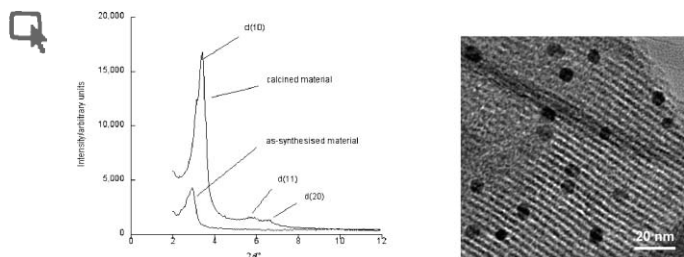 d(10)
20,000
calcined material
15,000
Intensity/arbitrary units
10,000
as-synthesised material
5,000
d(11)
d(20)
0
0 2 4 6 8 10 12
2θ/°
20 nm